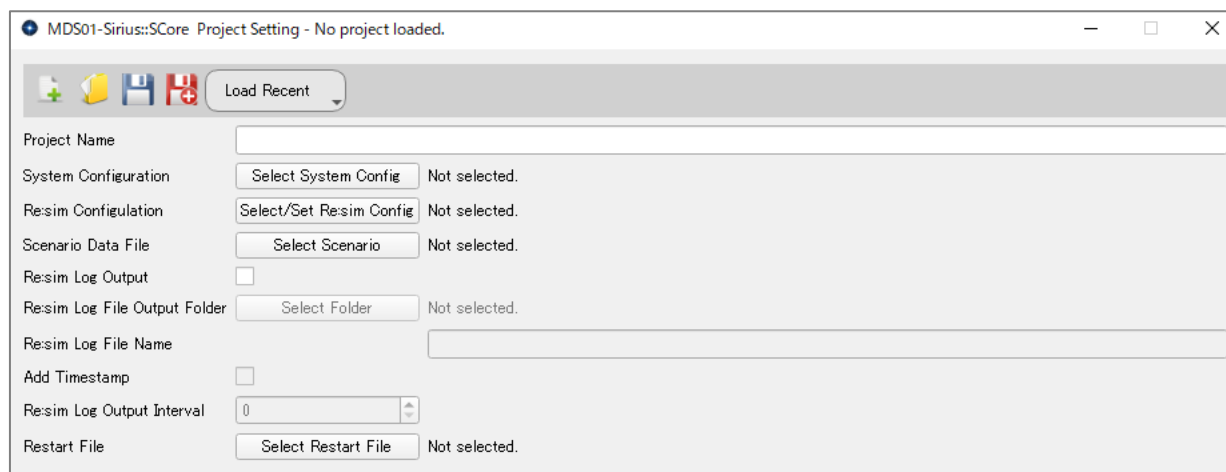 MDS01-Sirius::SCore Project Setting - No project loaded.
Load Recent
Project Name
System Configuration Select System Config Not selected.
Re:sim Configulation Select/Set Re:sim Config Not selected.
Scenario Data File Select Scenario Not selected.
Re:sim Log Output
Re:sim Log File Output Folder Select Folder Not selected.
Re:sim Log File Name
Add Timestamp
Re:sim Log Output Interval 0
Restart File Select Restart File Not selected.